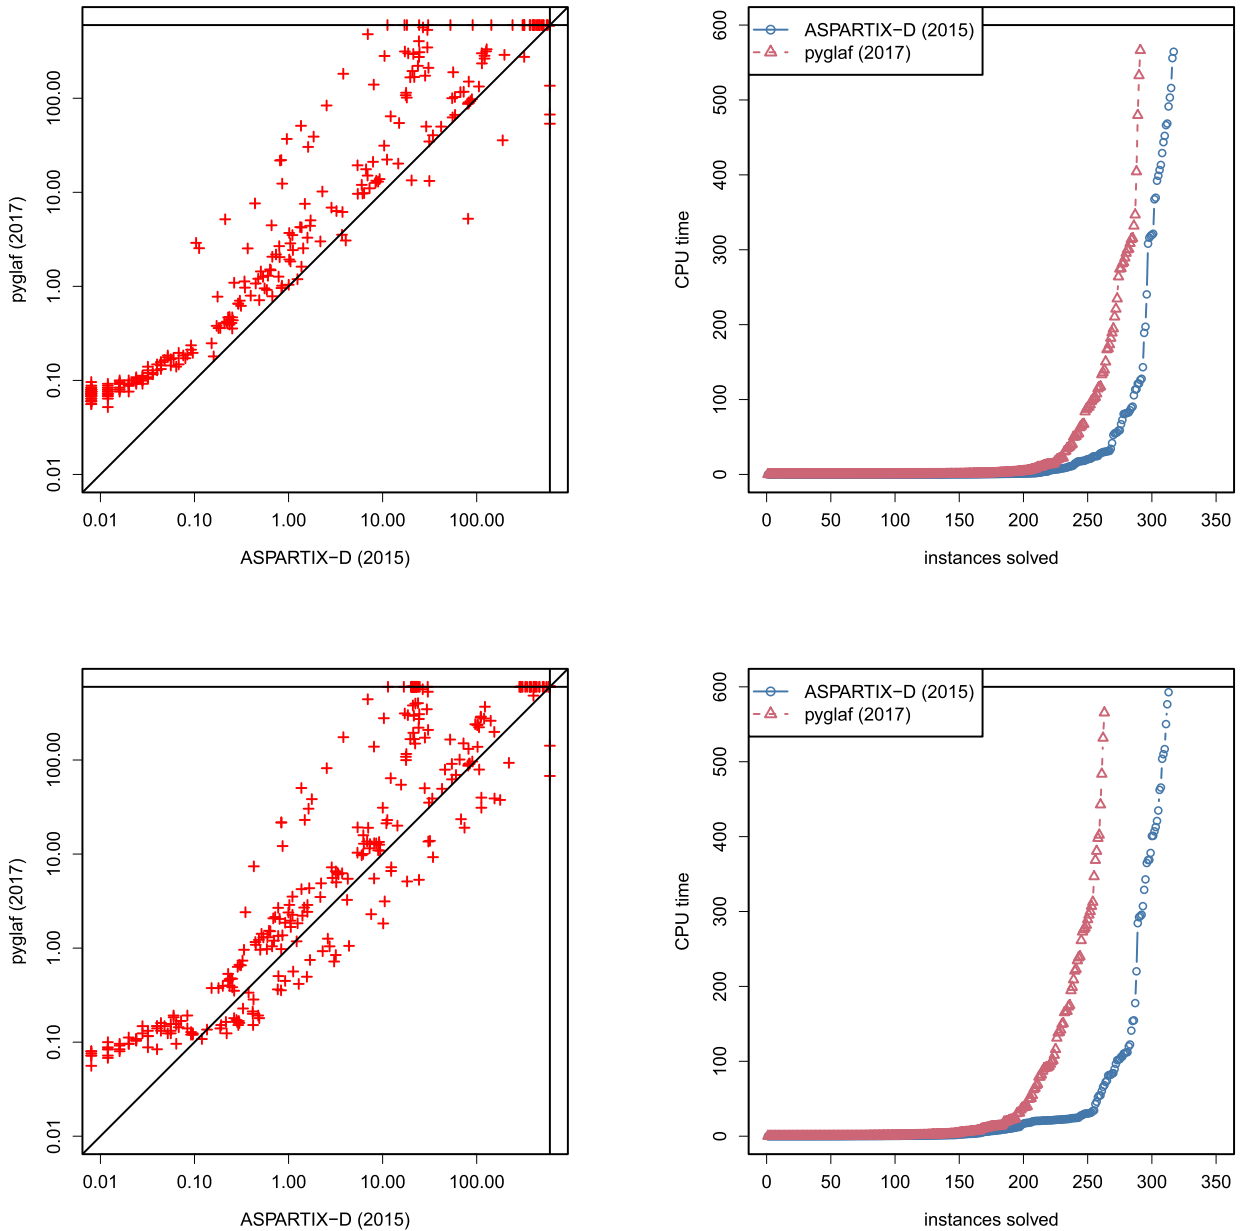 pyglaf (2017)
100.00
10.00
1.00
0.10
0.01
0.01 0.10 1.00 10.00 100.00
ASPARTIX−D (2015)
CPU time
600
500
400
300
200
100
0
ASPARTIX−D (2015)
pyglaf (2017)
0 50 100 150 200 250 300 350
instances solved
pyglaf (2017)
100.00
10.00
1.00
0.10
0.01
0.01 0.10 1.00 10.00 100.00
ASPARTIX−D (2015)
CPU time
600
500
400
300
200
100
0
ASPARTIX−D (2015)
pyglaf (2017)
0 50 100 150 200 250 300 350
instances solved